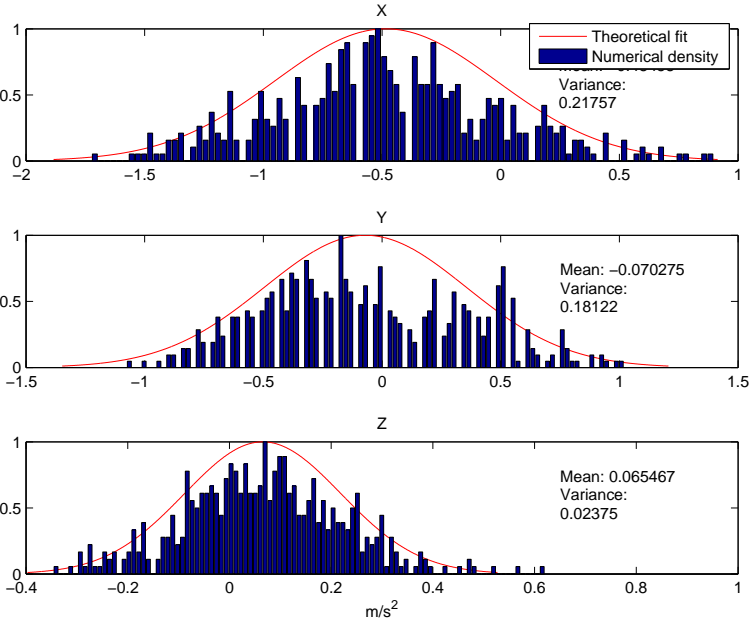 X
Theoretical fit
Numerical density
Variance:
0.21757
1
0.5
0
−2 −1.5 −1 −0.5 0 0.5 1
Y
Mean: −0.070275
Variance:
0.18122
1
0.5
0
−1.5 −1 −0.5 0 0.5 1 1.5
Z
Mean: 0.065467
Variance:
0.02375
1
0.5
0
−0.4 −0.2 0 0.2 0.4 0.6 0.8 1
m/s²